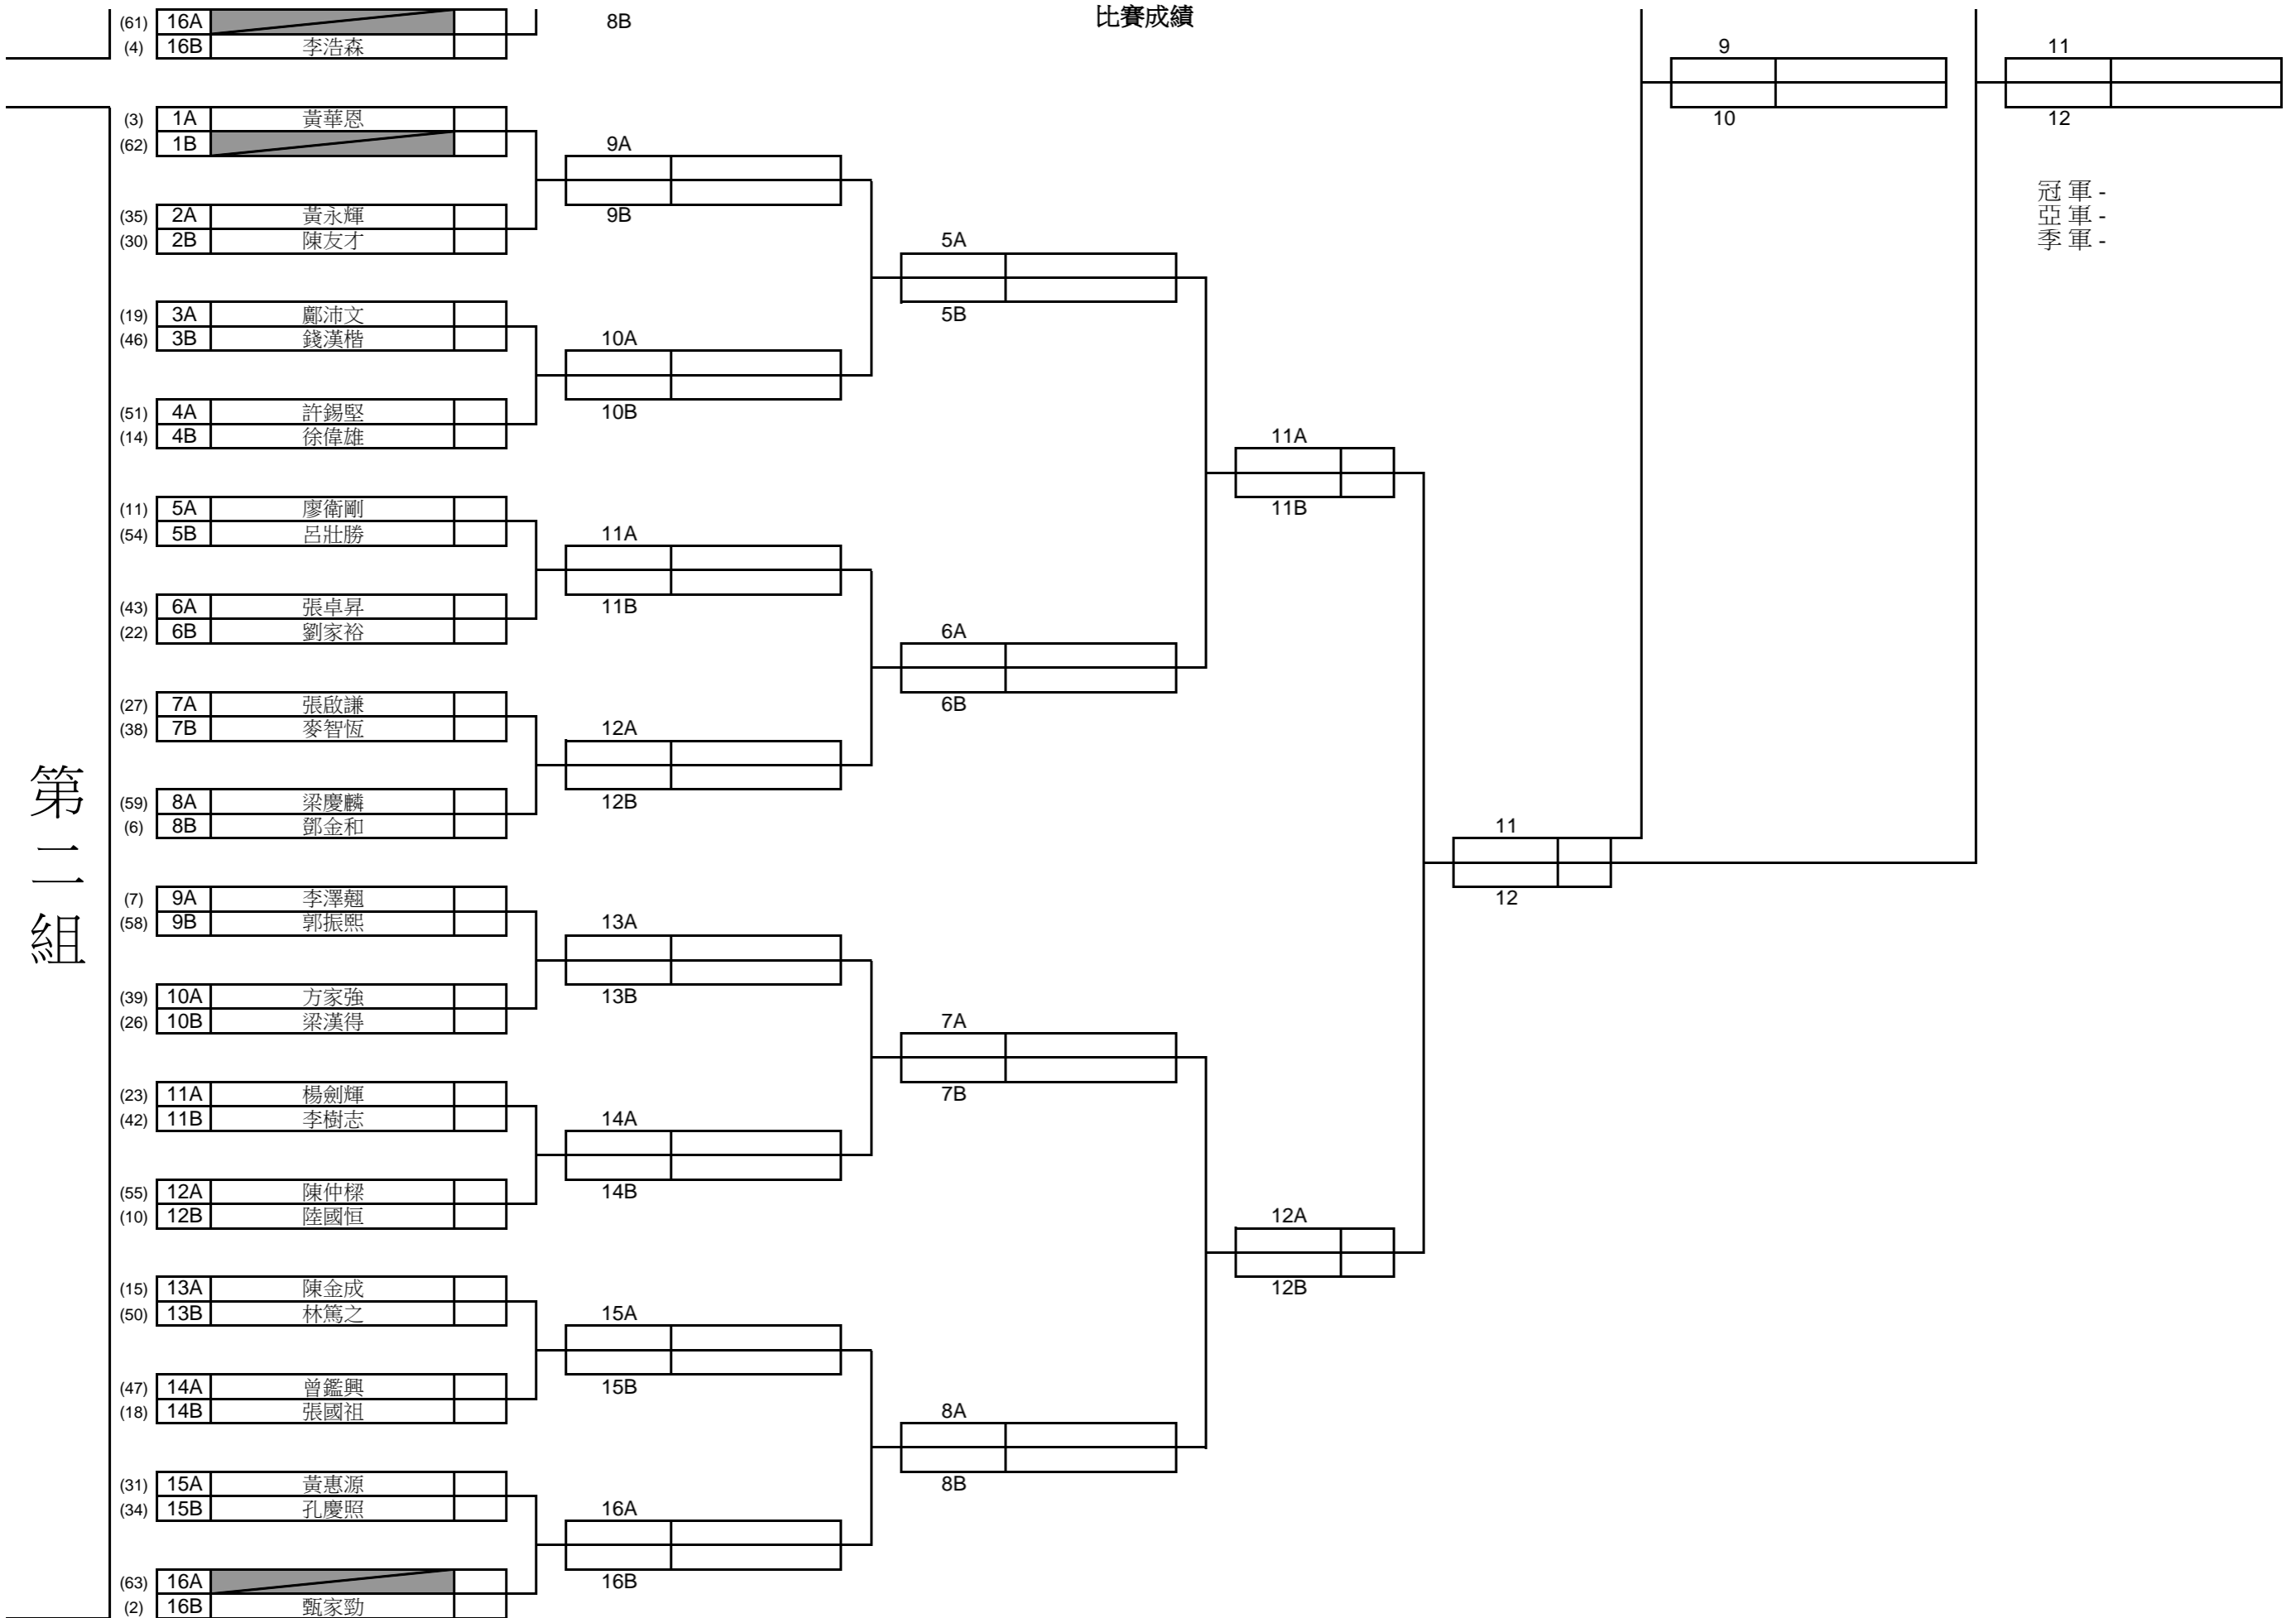 比賽成績
(61) 16A 8B
(4) 16B 李浩森
9 11
10 12
(3) 1A 黃華恩
(62) 1B
9A
9B
(35) 2A 黃永輝
(30) 2B 陳友才
冠 軍 -
亞 軍 -
季 軍 -
5A
5B
(19) 3A 鄺沛文
(46) 3B 錢漢楷
10A
10B
(51) 4A 許錫堅
(14) 4B 徐偉雄
11A
11B
(11) 5A 廖衛剛
(54) 5B 呂壯勝
11A
11B
(43) 6A 張卓昇
(22) 6B 劉家裕
6A
6B
(27) 7A 張啟謙
(38) 7B 麥智恆
12A
12B
(59) 8A 梁慶麟
(6) 8B 鄧金和
第二組
11
12
(7) 9A 李澤翹
(58) 9B 郭振熙
13A
13B
(39) 10A 方家強
(26) 10B 梁漢得
7A
7B
(23) 11A 楊劍輝
(42) 11B 李樹志
14A
14B
(55) 12A 陳仲樑
(10) 12B 陸國恒
12A
12B
(15) 13A 陳金成
(50) 13B 林篤之
15A
15B
(47) 14A 曾鑑興
(18) 14B 張國祖
8A
8B
(31) 15A 黃惠源
(34) 15B 孔慶照
16A
16B
(63) 16A
(2) 16B 甄家勁